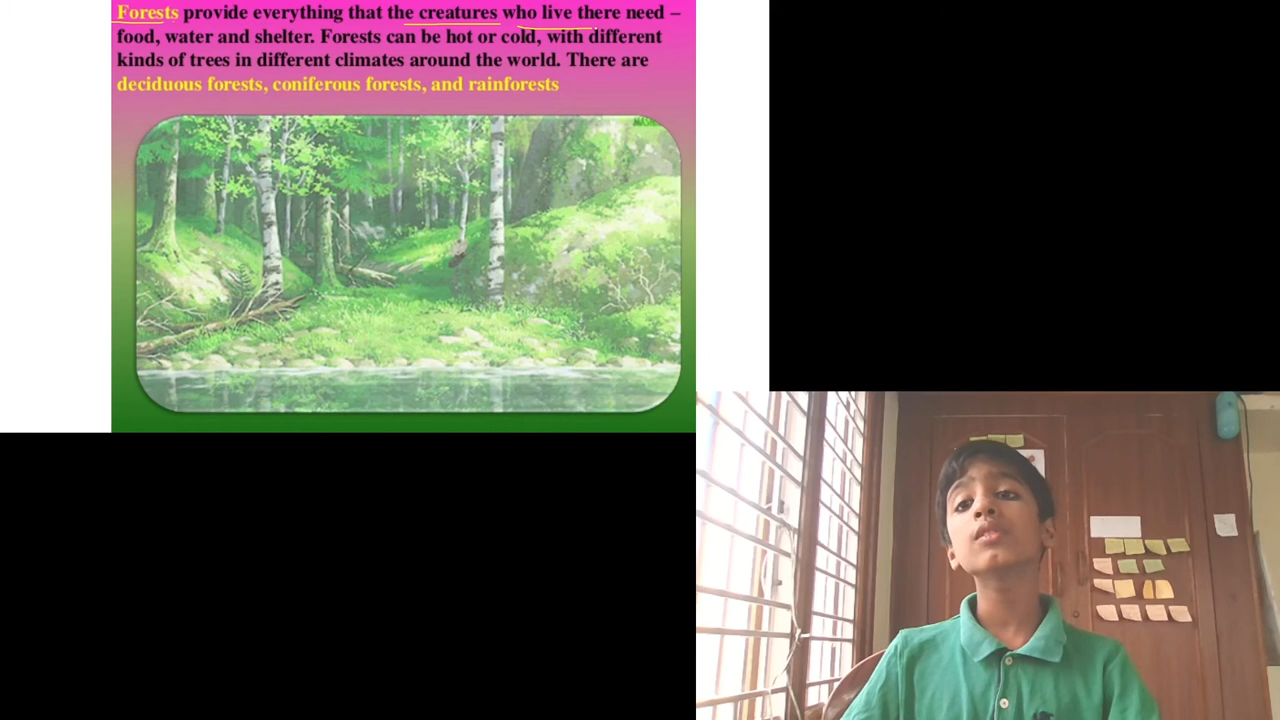 Forests provide everything that the creatures who live there need –
food, water and shelter. Forests can be hot or cold, with different
kinds of trees in different climates around the world. There are
deciduous forests, coniferous forests, and rainforests